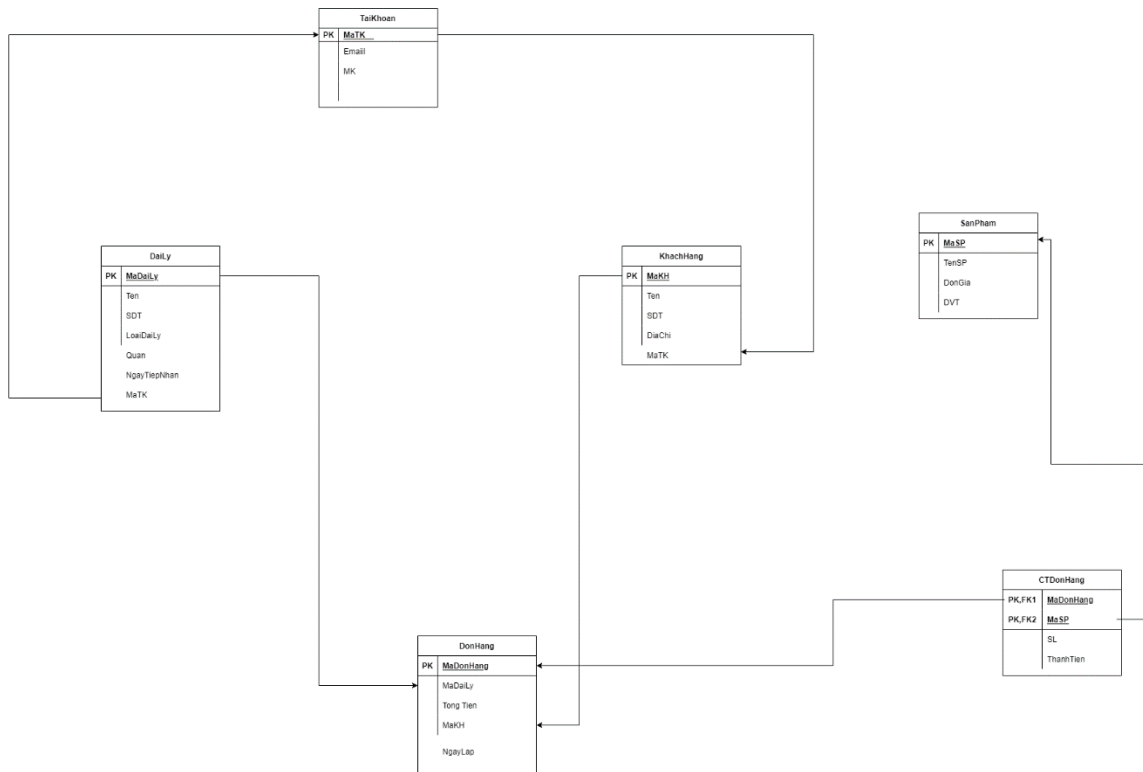 TaiKhoan
PK MaTK
Emaill
MK
DaiLy
PK MaDaiLy
Ten
SDT
LoaiDaiLy
Quan
NgayTiepNhan
MaTK
KhachHang
PK MaKH
Ten
SDT
DiaChi
MaTK
SanPham
PK MaSP
TenSP
DonGia
DVT
CTDonHang
PK,FK1 MaDonHang
PK,FK2 MaSP
SL
ThanhTien
DonHang
PK MaDonHang
MaDaiLy
Tong Tien
MaKH
NgayLap